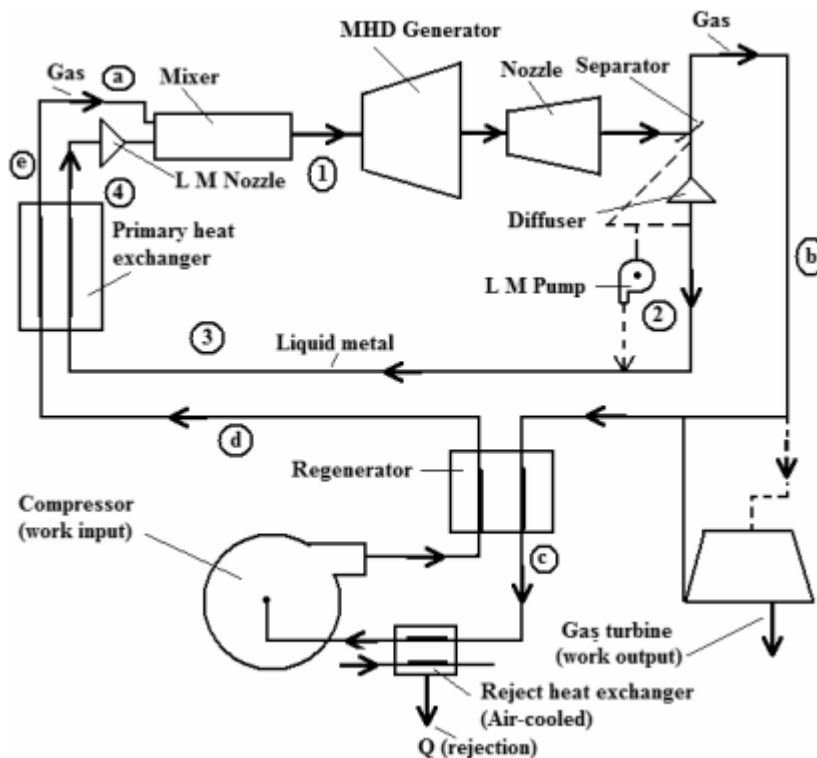 MHD Generator
Gas
Nozzle
Separator
Gas
a
Mixer
e
L M Nozzle
1
4
Primary heat
exchanger
Diffuser
b
L M Pump
2
3
Liquid metal
d
Regenerator
Compressor
(work input)
c
Gas turbine
(work output)
Reject heat exchanger
(Air-cooled)
Q (rejection)